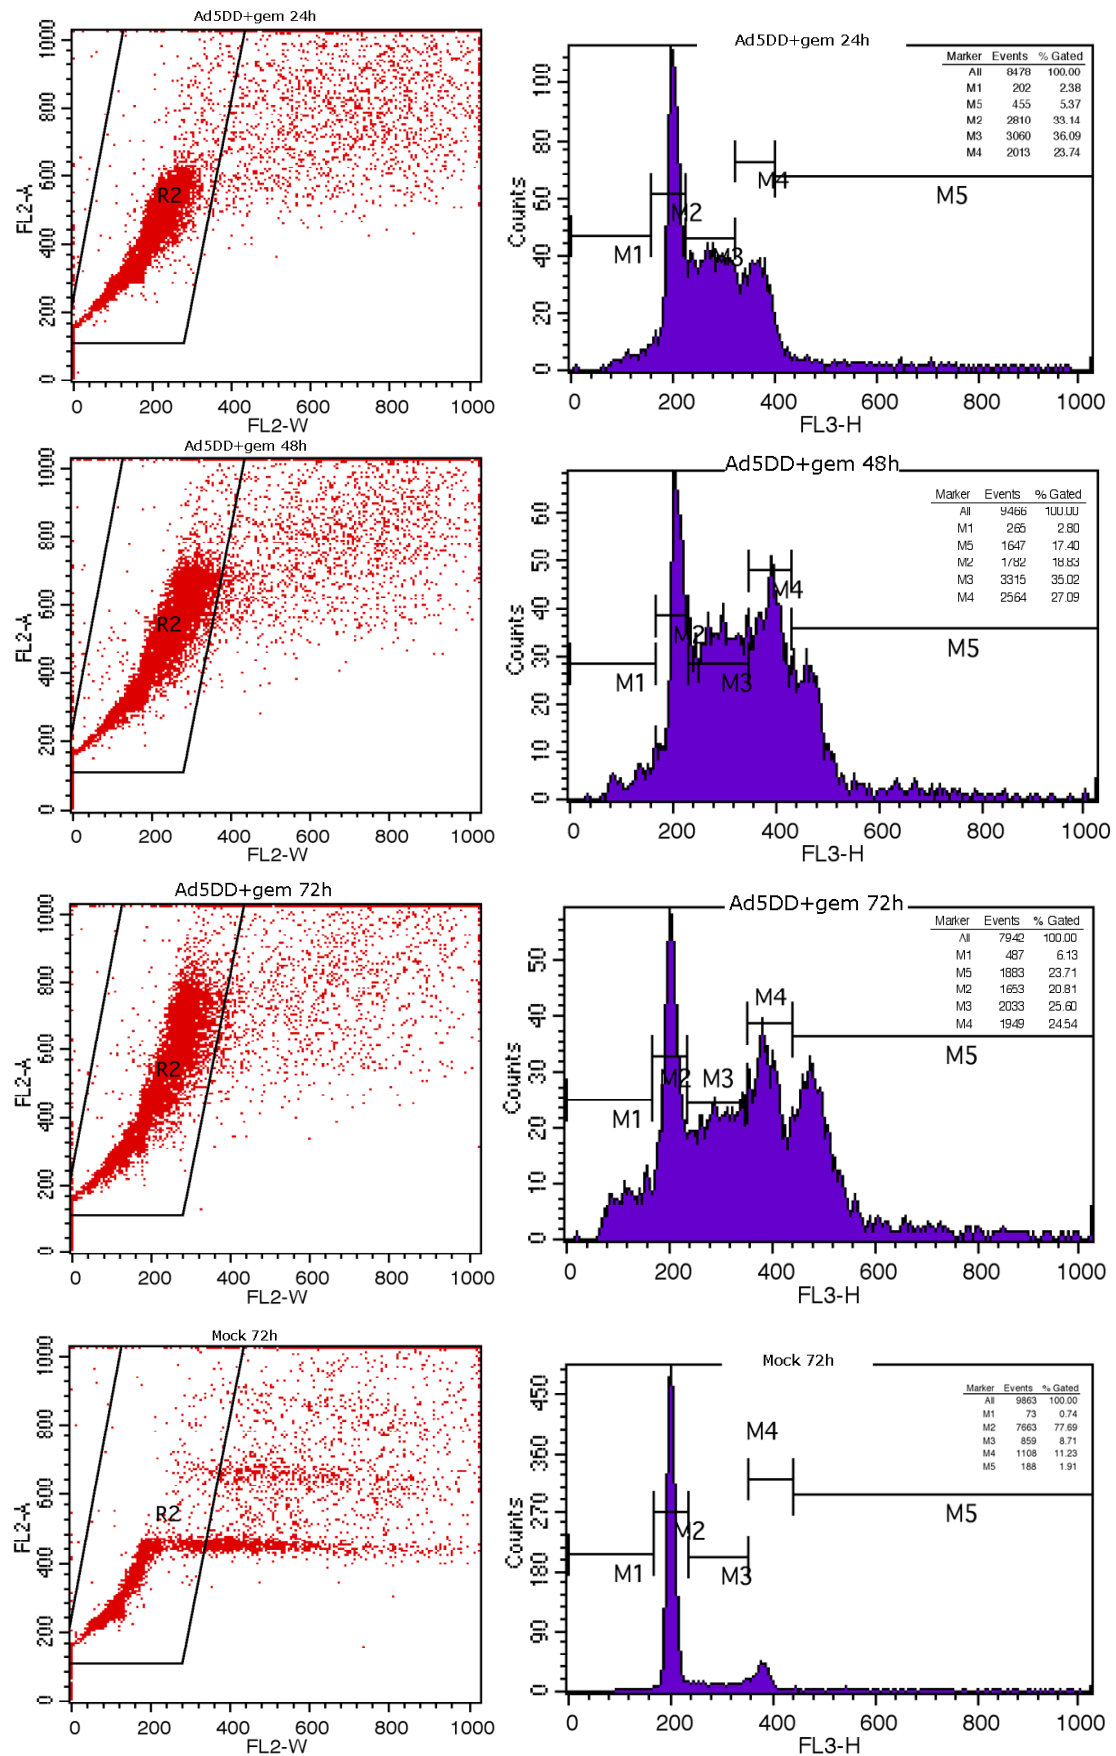 Ad5DD+gem 24h
1000
800
600
400
200
0
FL2-A
R2
0 200 400 600 800 1000
FL2-W
Ad5DD+gem 24h
Marker Events % Gated
All 8478 100.00
M1 202 2.38
M5 455 5.37
M2 2810 33.14
M3 3060 36.09
M4 2013 23.74
100
80
60
40
20
0
Counts
M4
M5
M2
M1
M3
0 200 400 600 800 1000
FL3-H
Ad5DD+gem 48h
1000
800
600
400
200
0
FL2-A
R2
0 200 400 600 800 1000
FL2-W
Ad5DD+gem 48h
Marker Events % Gated
All 9466 100.00
M1 265 2.80
M5 1647 17.40
M2 1782 18.83
M3 3315 35.02
M4 2564 27.09
60
50
40
30
20
10
0
Counts
M4
M2
M5
M1
M3
0 200 400 600 800 1000
FL3-H
Ad5DD+gem 72h
1000
800
600
400
200
0
FL2-A
R2
0 200 400 600 800 1000
FL2-W
Ad5DD+gem 72h
Marker Events % Gated
All 7942 100.00
M1 487 6.13
M5 1883 23.71
M2 1653 20.81
M3 2033 25.60
M4 1949 24.54
50
40
30
20
10
0
Counts
M4
M5
M2
M3
M1
0 200 400 600 800 1000
FL3-H
Mock 72h
1000
800
600
400
200
0
FL2-A
R2
0 200 400 600 800 1000
FL2-W
Mock 72h
Marker Events % Gated
All 9863 100.00
M1 73 0.74
M2 7663 77.69
M3 859 8.71
M4 1108 11.23
M5 188 1.91
450
360
270
180
90
0
Counts
M4
M5
M2
M1
M3
0 200 400 600 800 1000
FL3-H